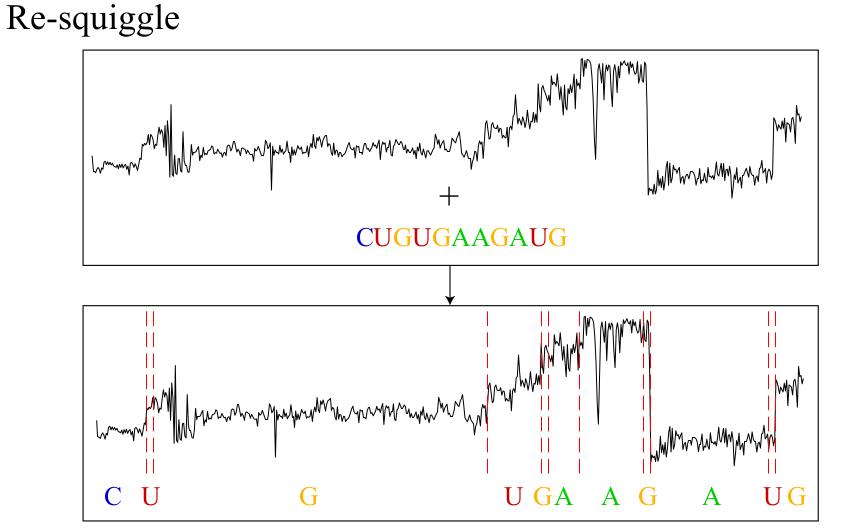 Re-squiggle
+
CUGUGAAGAUG
C U G U G A A G A U G